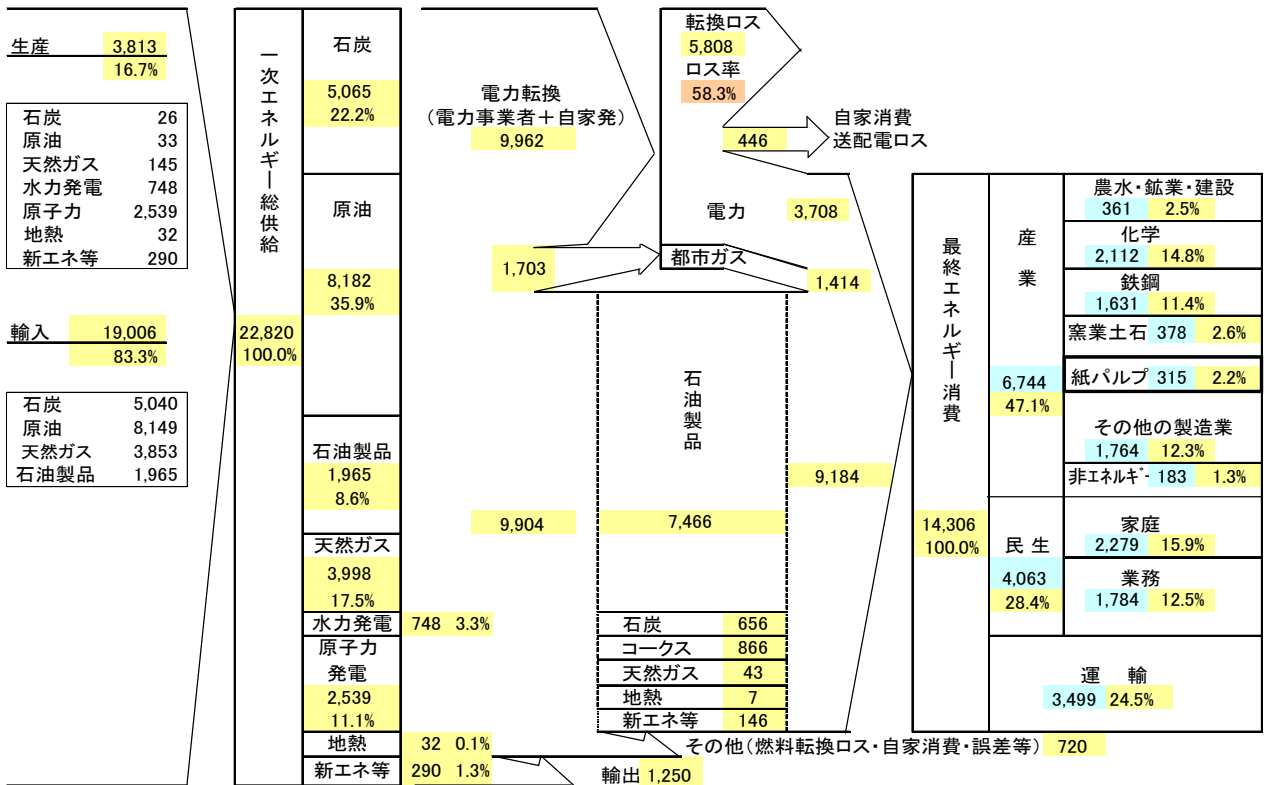 生産 3,813
16.7%
石炭 26
原油 33
天然ガス 145
水力発電 748
原子力 2,539
地熱 32
新エネ等 290
輸入 19,006
83.3%
石炭 5,040
原油 8,149
天然ガス 3,853
石油製品 1,965
一次エネルギー総供給
22,820
100.0%
石炭
5,065
22.2%
原油
8,182
35.9%
石油製品
1,965
8.6%
天然ガス
3,998
17.5%
水力発電 748 3.3%
原子力
発電
2,539
11.1%
地熱 32 0.1%
新エネ等 290 1.3%
電力転換
(電力事業者+自家発)
9,962
1,703
9,904
転換ロス
5,808
ロス率
58.3%
446
自家消費
送配電ロス
電力 3,708
都市ガス
1,414
石油製品
7,466
9,184
石炭 656
コークス 866
天然ガス 43
地熱 7
新エネ等 146
その他(燃料転換ロス・自家消費・誤差等) 720
輸出 1,250
最終エネルギー消費
14,306
100.0%
産業
6,744
47.1%
農水・鉱業・建設
361 2.5%
化学
2,112 14.8%
鉄鋼
1,631 11.4%
窯業土石 378 2.6%
紙パルプ 315 2.2%
その他の製造業
1,764 12.3%
非エネルギー 183 1.3%
民生
4,063
28.4%
家庭
2,279 15.9%
業務
1,784 12.5%
運輸
3,499 24.5%